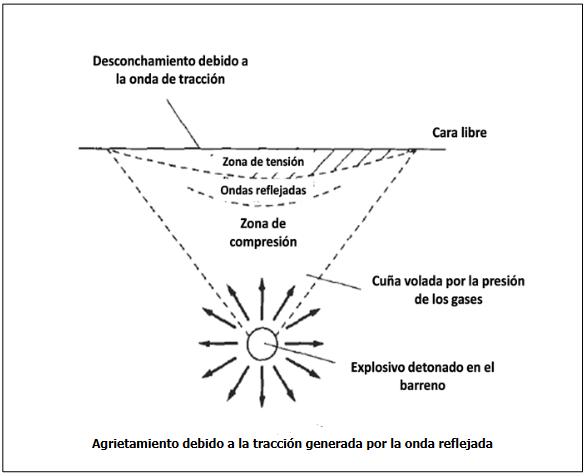 Desconchamiento debido a
la onda de tracción
Cara libre
Zona de tensión
Ondas reflejadas
Zona de
compresión
Cuña volada por la presión
de los gases
Explosivo detonado en el
barreno
Agrietamiento debido a la tracción generada por la onda reflejada